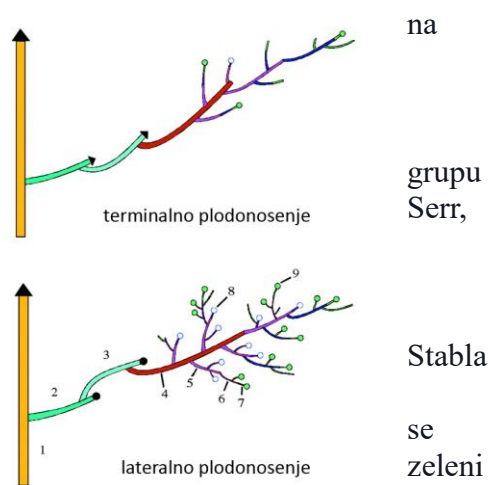 na
grupu
Serr,
terminalno plodonosenje
9
8
3
Stabla
2
4
5
6
7
se
1
lateralno plodonosenje
zeleni